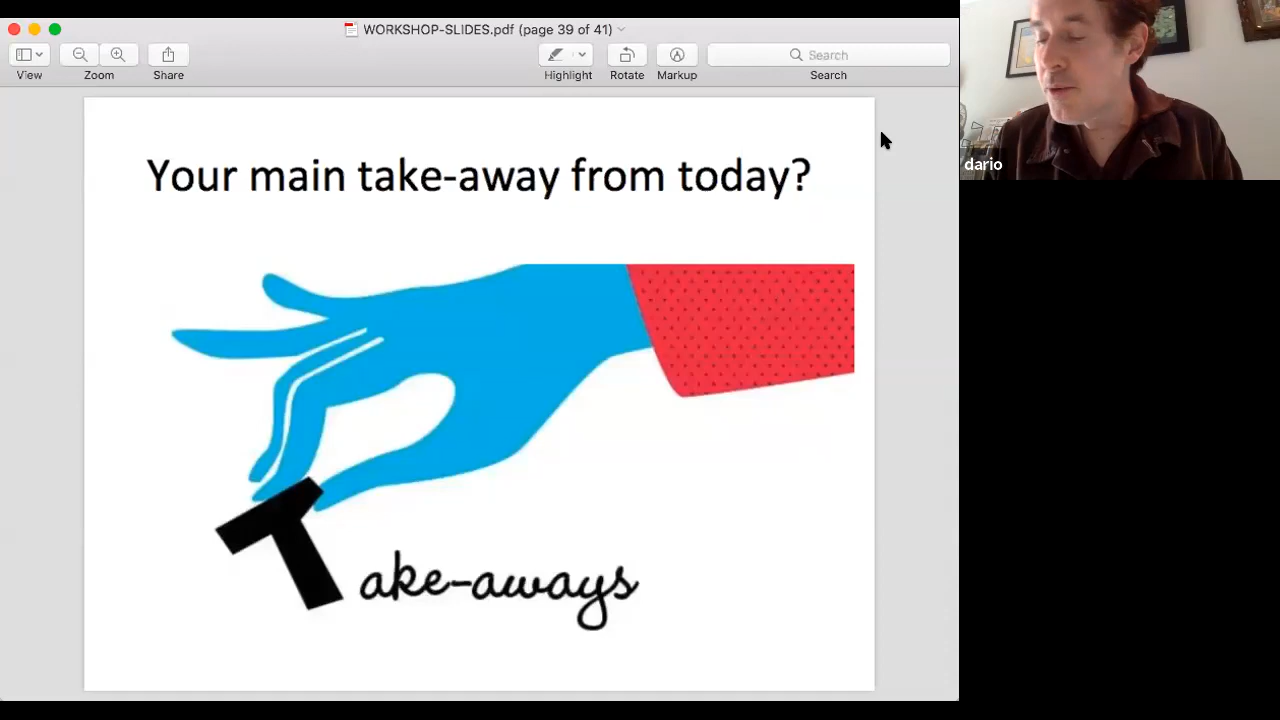 WORKSHOP-SLIDES.pdf (page 39 of 41)
View
Zoom
Share
Highlight
Rotate
Markup
Search
Search
dario
Your main take-away from today?
Take-aways